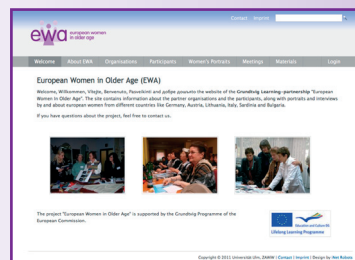 Contact Imprint
ewa european women in older age
Welcome About EWA Organisations Participants Women's Portraits Meetings Materials Login
European Women in Older Age (EWA)
Welcome, Willkommen, Vítejte, Benvenuto, и добре дошлите the website of the Grundtvig Learning-partnership "European
Women in Older Age". The site contains information about the partner organisations and the participants, along with portraits and interviews
by and about european women from different countries like Germany, Austria, Lithuania, Italy, Sardinia and Bulgaria.
If you have questions about the project, feel free to contact us.
The project "European Women in Older Age" is supported by the Grundtvig Programme of the
European Commission.
Education and Culture DG
Lifelong Learning Programme
Copyright © 2011 Universität Ulm, ZAWiW | Contact | Imprint | Design by